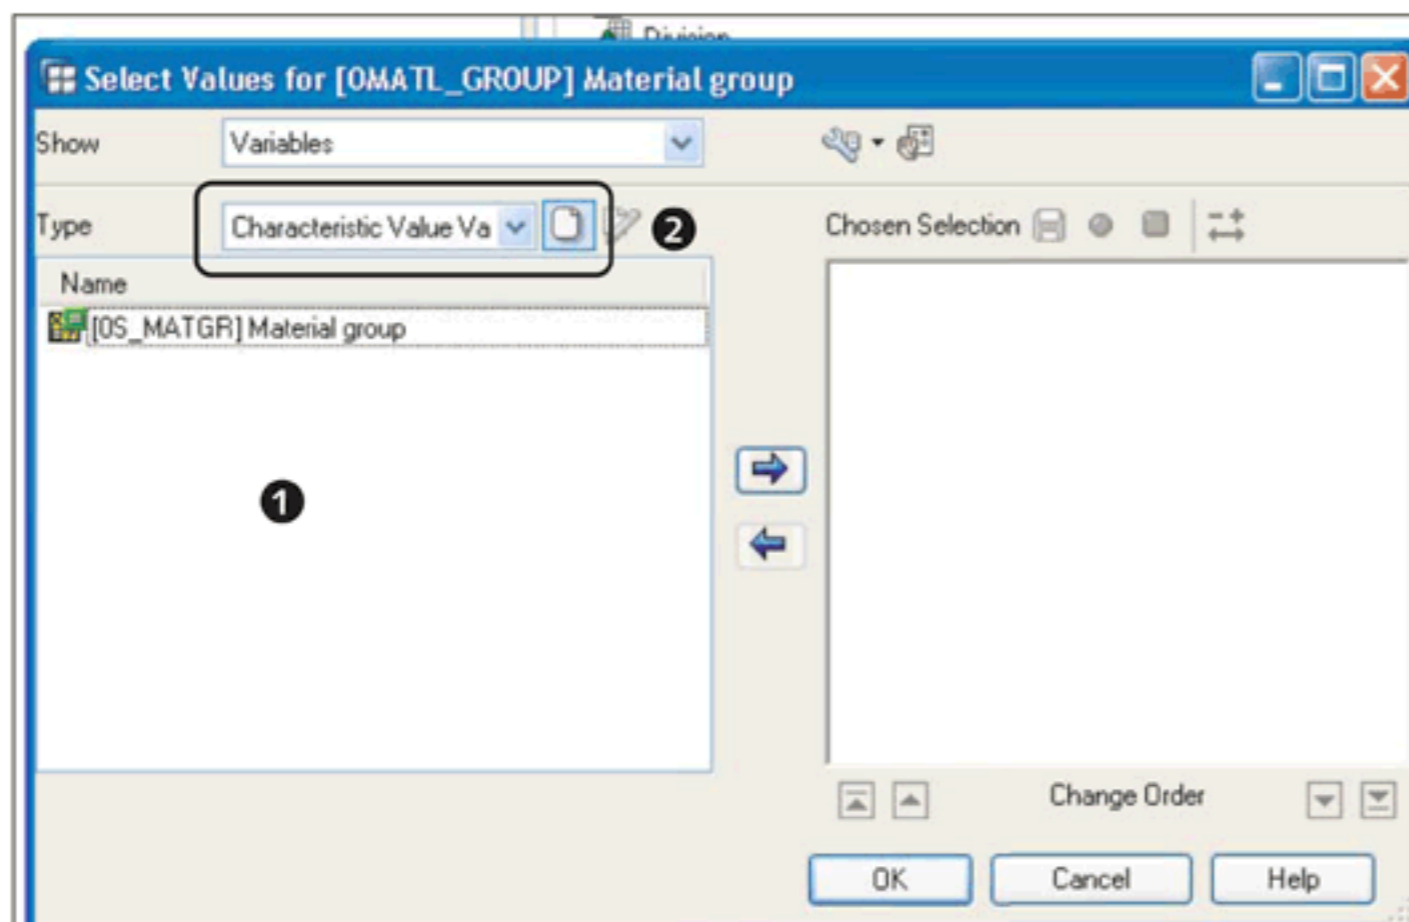 Division
Select Values for [0MATL_GROUP] Material group
Show
Variables
Type
Characteristic Value Va
2
Chosen Selection
Name
[0S_MATGR] Material group
1
Change Order
OK
Cancel
Help